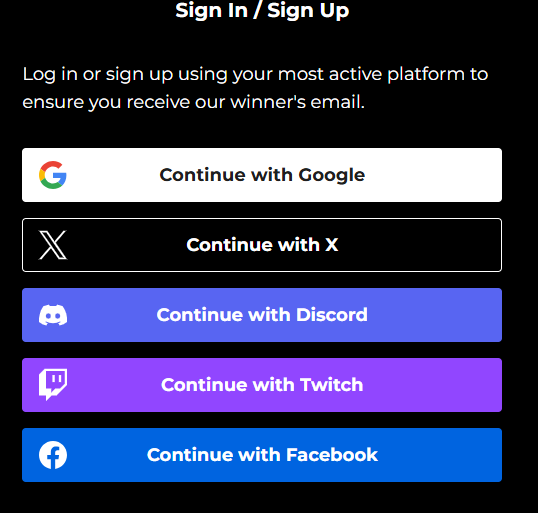 Sign In / Sign Up
Log in or sign up using your most active platform to
ensure you receive our winner's email.
Continue with Google
Continue with X
Continue with Discord
Continue with Twitch
Continue with Facebook